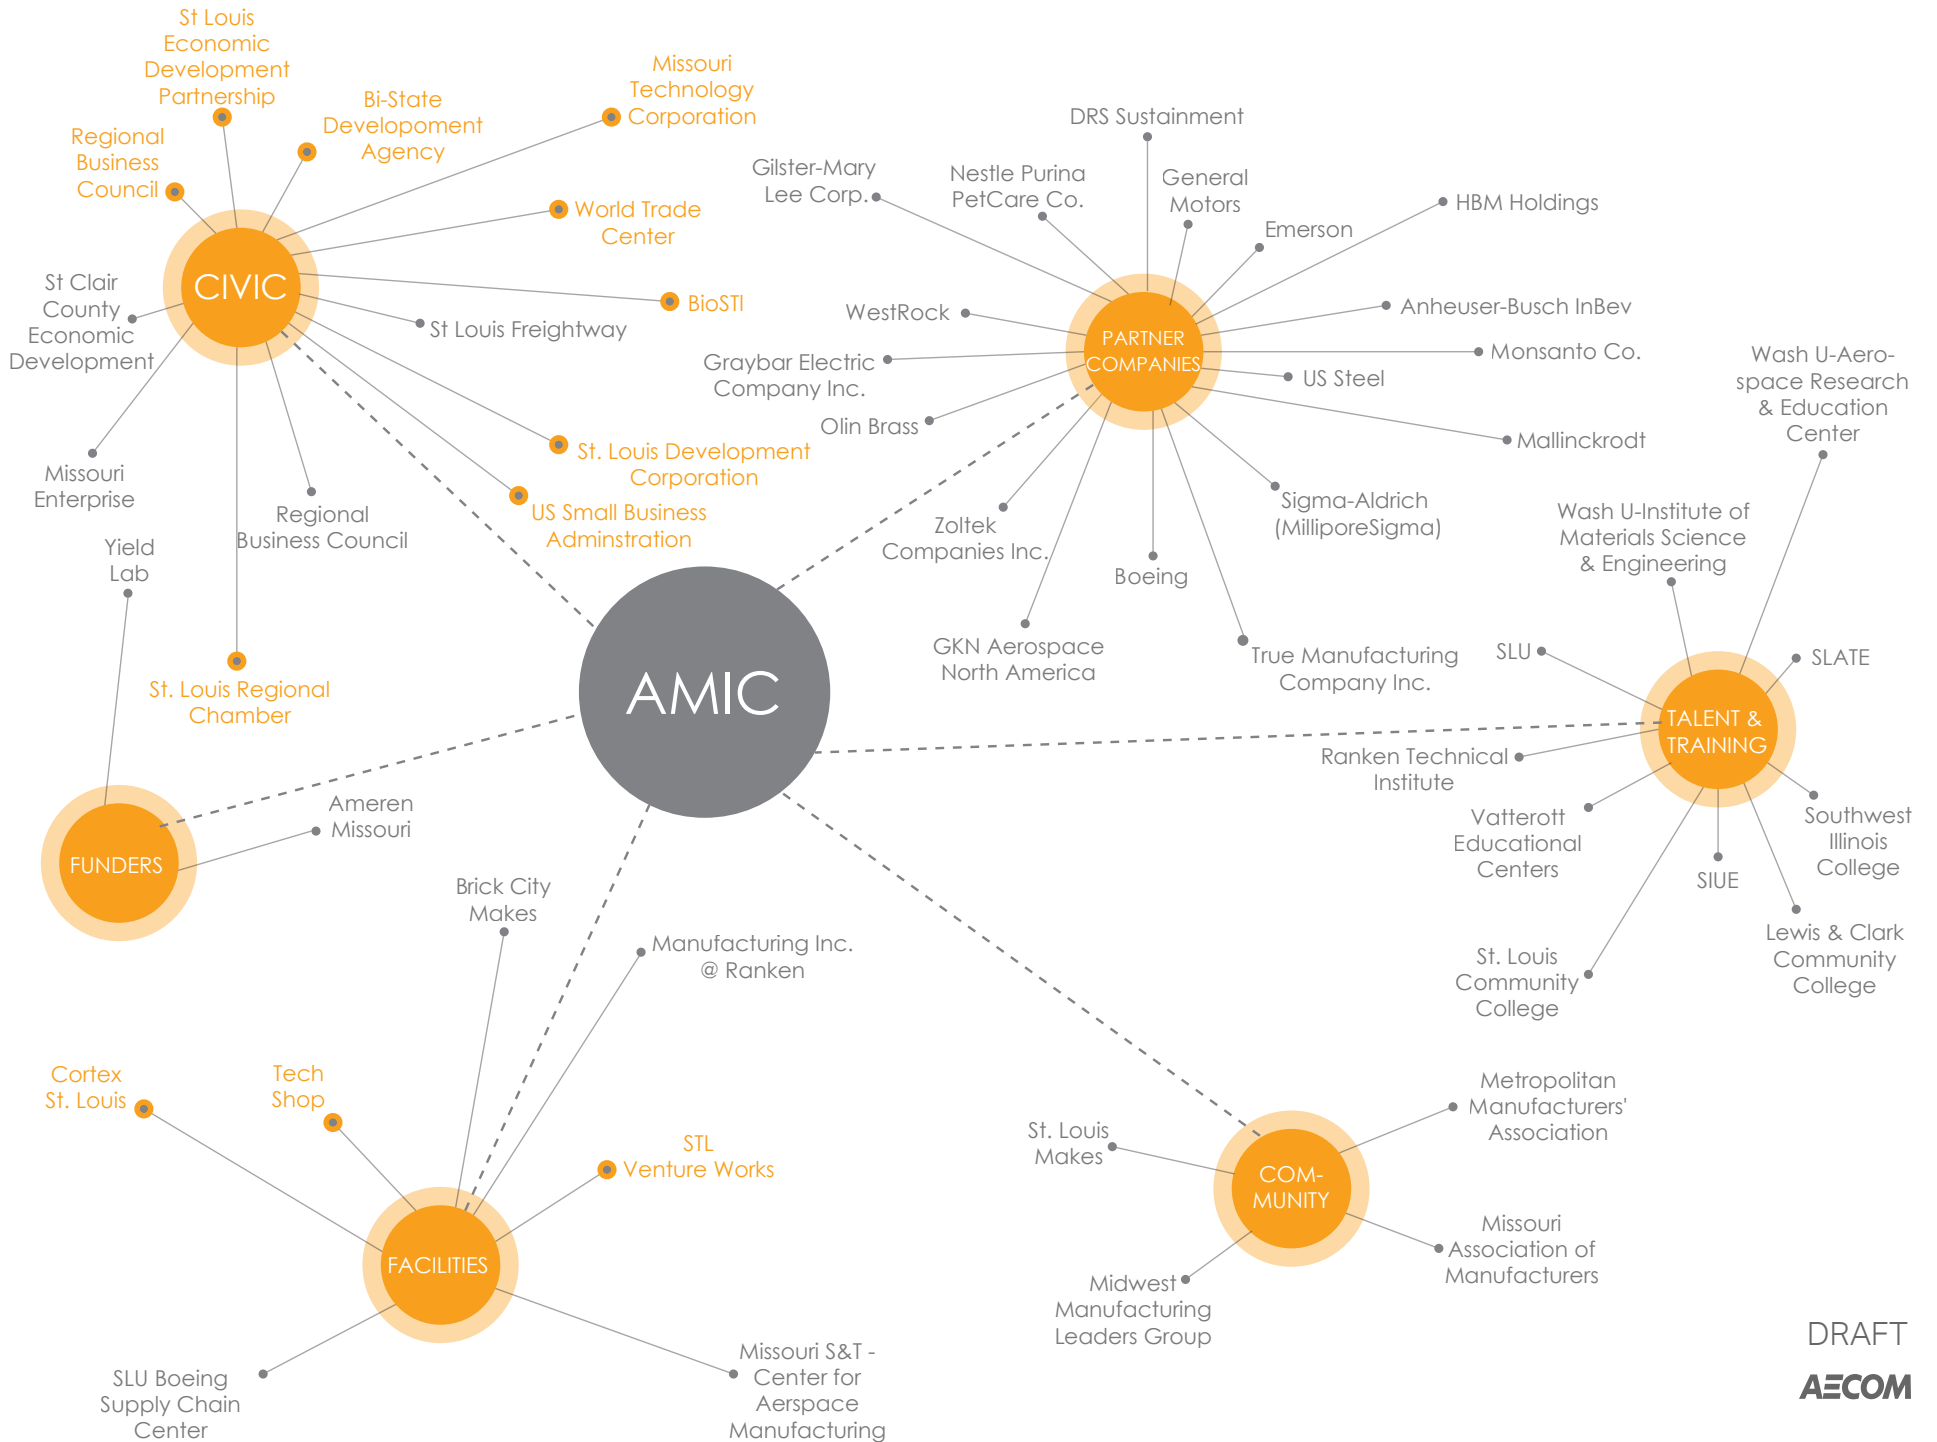 St Louis
Economic
Development
Partnership
Bi-State
Developoment
Agency
Missouri
Technology
Corporation
Regional
Business
Council
World Trade
Center
CIVIC
BioSTl
St Clair
County
Economic
Development
St Louis Freightway
St. Louis Development
Corporation
US Small Business
Adminstration
Missouri
Enterprise
Regional
Business Council
St. Louis Regional
Chamber
DRS Sustainment
Gilster-Mary
Lee Corp.
Nestle Purina
PetCare Co.
General
Motors
Emerson
HBM Holdings
WestRock
Anheuser-Busch InBev
PARTNER
COMPANIES
Graybar Electric
Company Inc.
Monsanto Co.
US Steel
Olin Brass
Mallinckrodt
Zoltek
Companies Inc.
Sigma-Aldrich
(MilliporeSigma)
Boeing
GKN Aerospace
North America
True Manufacturing
Company Inc.
Wash U-Aero-
space Research
& Education
Center
Wash U-Institute of
Materials Science
& Engineering
SLU
SLATE
TALENT &
TRAINING
Ranken Technical
Institute
Vatterott
Educational
Centers
SIUE
Southwest
Illinois
College
Lewis & Clark
Community
College
St. Louis
Community
College
AMIC
Yield
Lab
Ameren
Missouri
FUNDERS
Brick City
Makes
Manufacturing Inc.
@ Ranken
Cortex
St. Louis
Tech
Shop
STL
Venture Works
FACILITIES
SLU Boeing
Supply Chain
Center
Missouri S&T -
Center for
Aerspace
Manufacturing
Metropolitan
Manufacturers'
Association
St. Louis
Makes
COM-
MUNITY
Missouri
Association of
Manufacturers
Midwest
Manufacturing
Leaders Group
DRAFT
AECOM